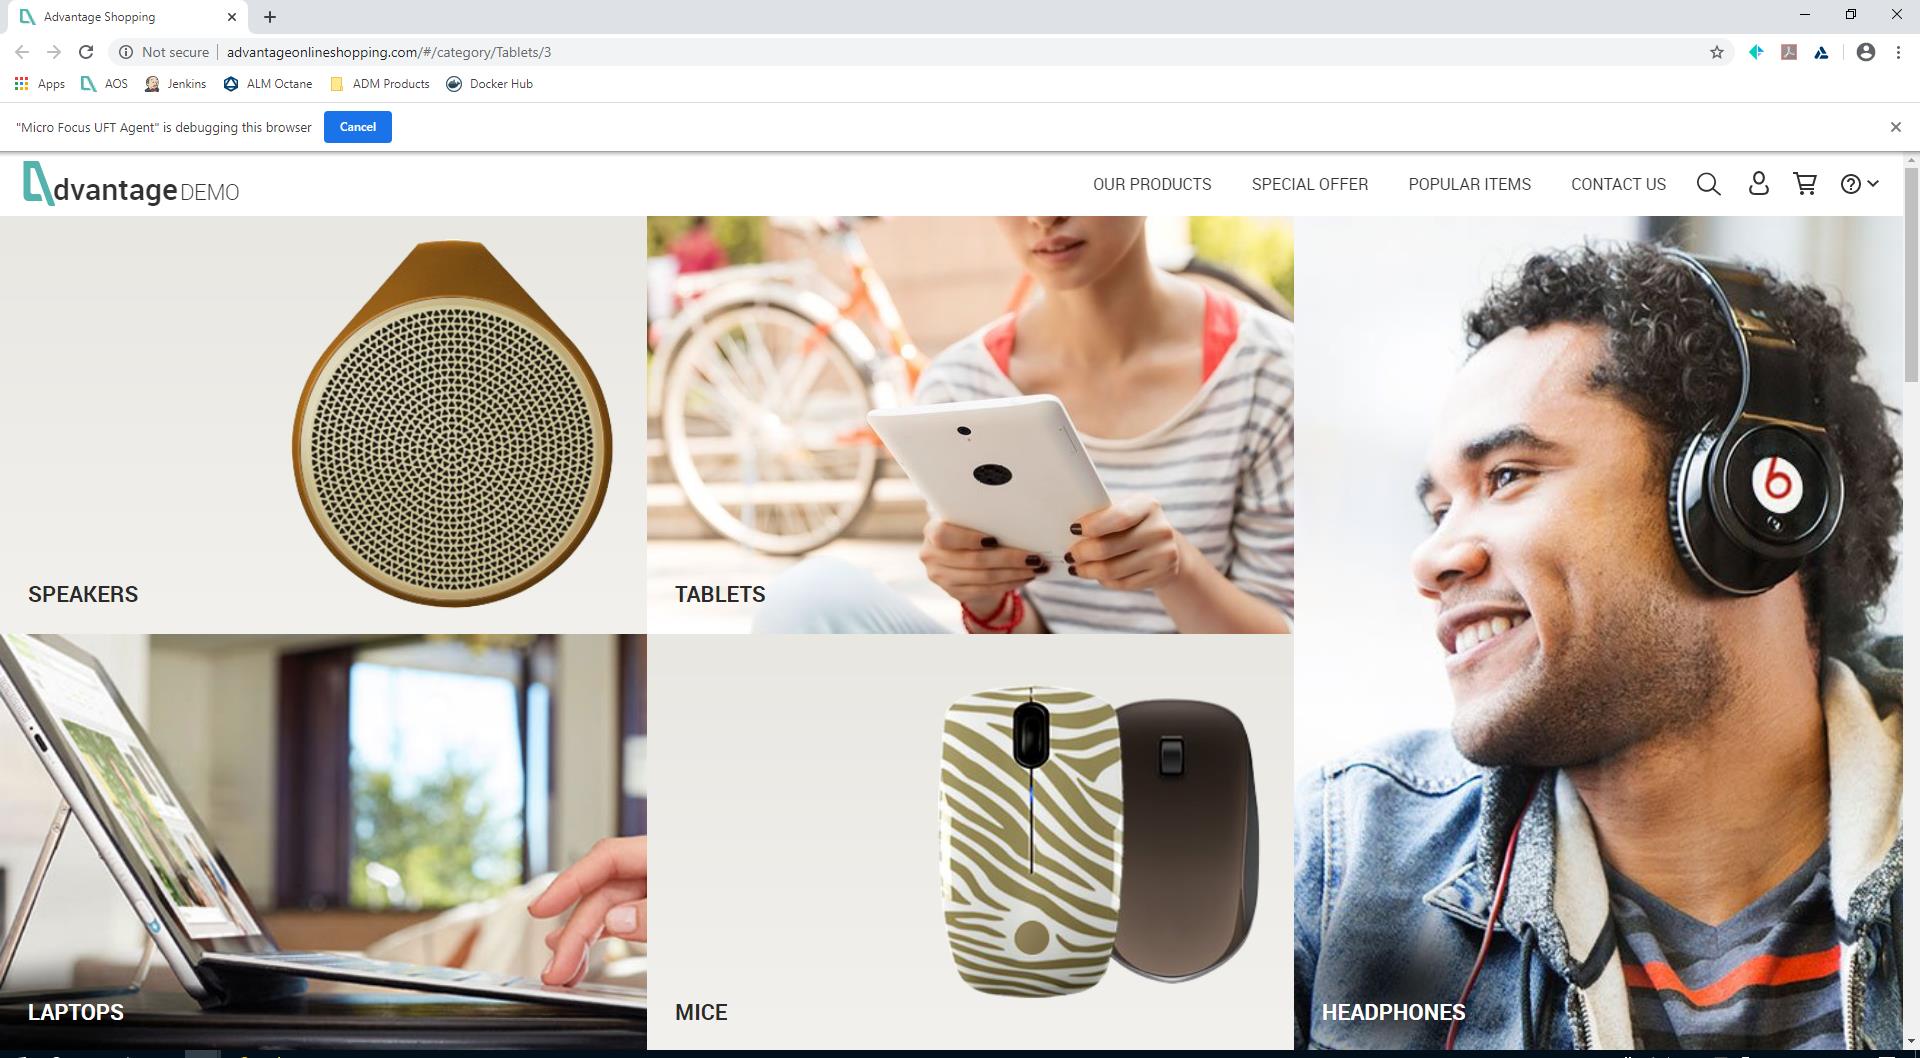 Advantage Shopping
Not secure advantageonlineshopping.com/#/category/Tablets/3
Apps AOS Jenkins ALM Octane ADM Products Docker Hub
"Micro Focus UFT Agent" is debugging this browser Cancel
dvantage DEMO OUR PRODUCTS SPECIAL OFFER POPULAR ITEMS CONTACT US
SPEAKERS
TABLETS
LAPTOPS
MICE
HEADPHONES